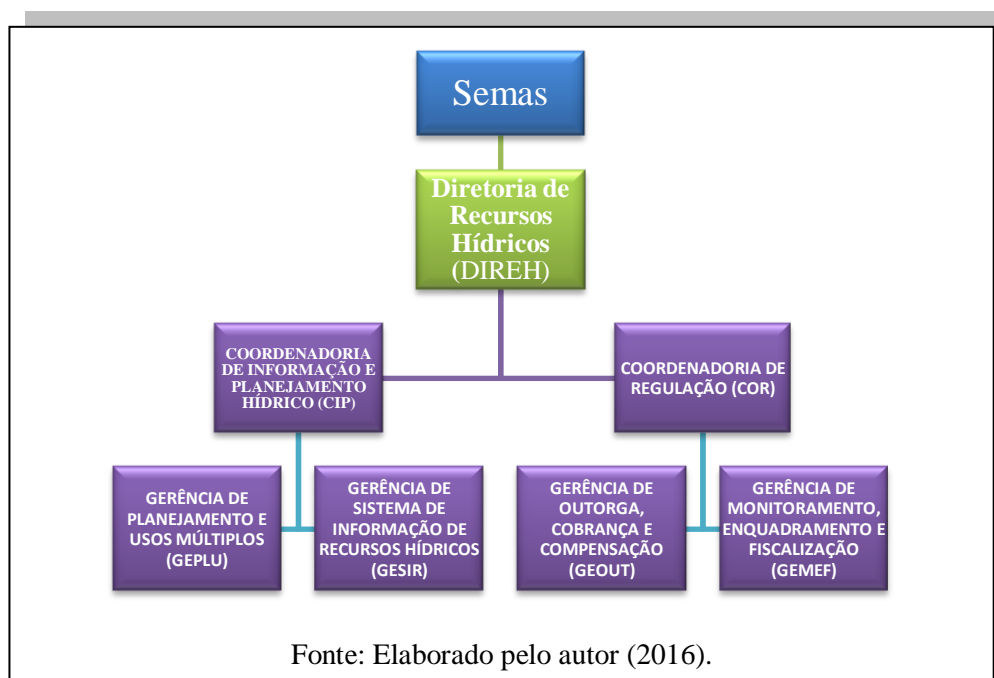 Semas
Diretoria de
Recursos
Hídricos
(DIREH)
COORDENADORIA
DE INFORMAÇÃO E
PLANEJAMENTO
HÍDRICO (CIP)
COORDENADORIA DE
REGULAÇÃO (COR)
GERÊNCIA DE
PLANEJAMENTO E
USOS MÚLTIPLOS
(GEPLU)
GERÊNCIA DE
SISTEMA DE
INFORMAÇÃO DE
RECURSOS HÍDRICOS
(GESIR)
GERÊNCIA DE
OUTORGA,
COBRANÇA E
COMPENSAÇÃO
(GEOUT)
GERÊNCIA DE
MONITORAMENTO,
ENQUADRAMENTO E
FISCALIZAÇÃO
(GEMEF)
Fonte: Elaborado pelo autor (2016).